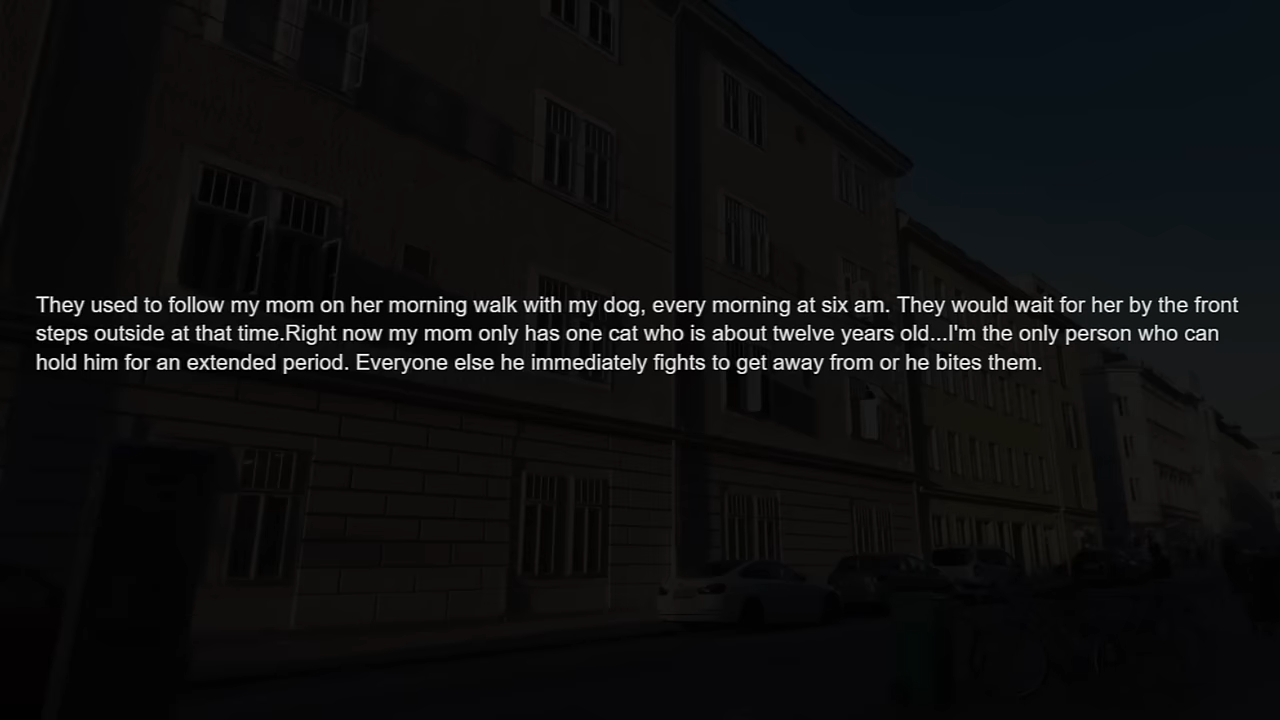 They used to follow my mom on her morning walk with my dog, every morning at six am. They would wait for her by the front
steps outside at that time.Right now my mom only has one cat who is about twelve years old...I'm the only person who can
hold him for an extended period. Everyone else he immediately fights to get away from or he bites them.